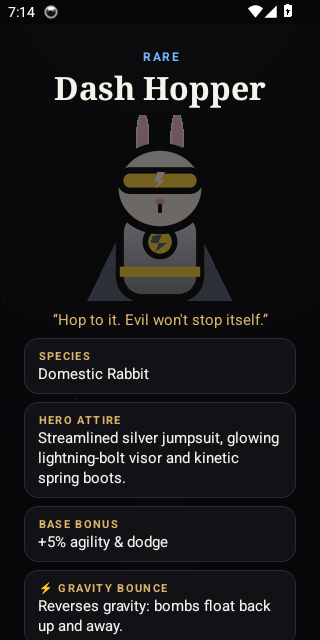 7:14
RARE
Dash Hopper
“Hop to it. Evil won't stop itself.”
SPECIES
Domestic Rabbit
HERO ATTIRE
Streamlined silver jumpsuit, glowing
lightning-bolt visor and kinetic
spring boots.
BASE BONUS
+5% agility & dodge
⚡ GRAVITY BOUNCE
Reverses gravity: bombs float back
up and away.